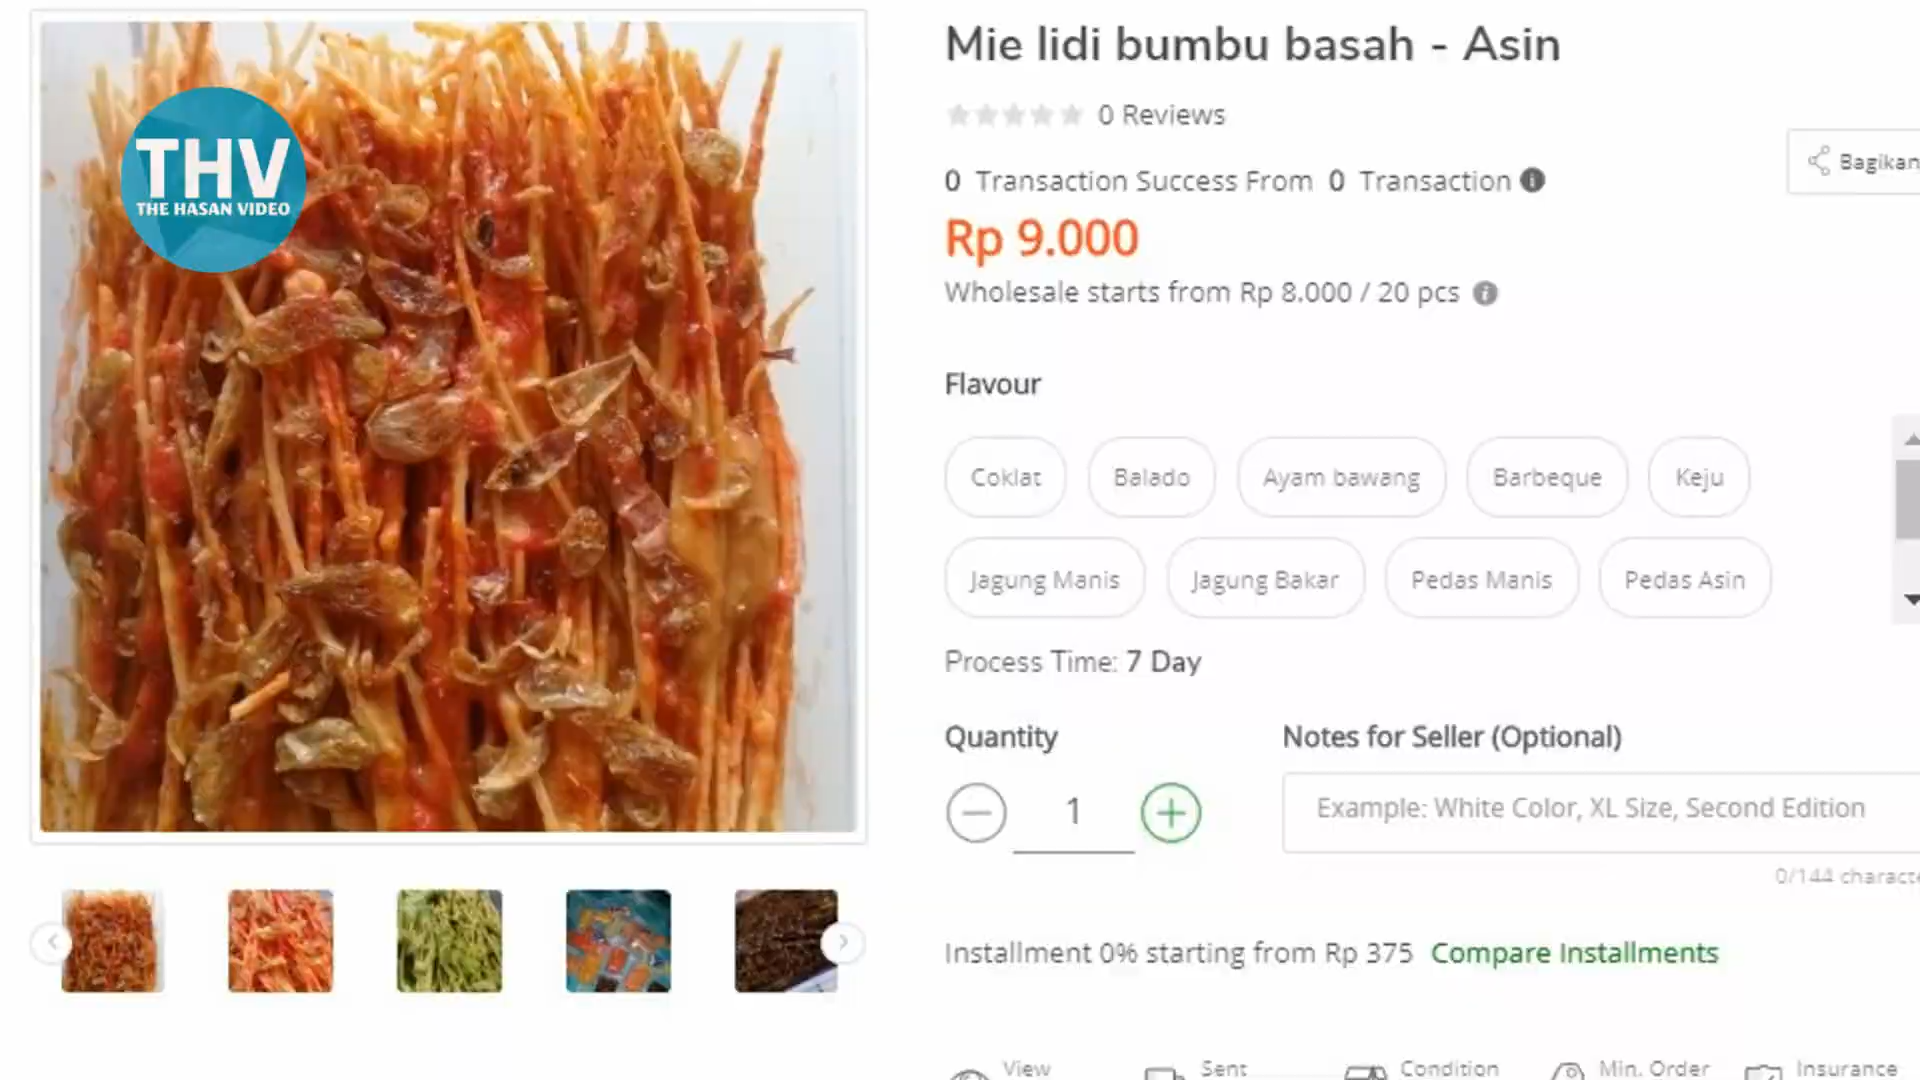 THV
THE HASAN VIDEO
Mie lidi bumbu basah - Asin
0 Reviews
0 Transaction Success From 0 Transaction
Bagikan
Rp 9.000
Wholesale starts from Rp 8.000 / 20 pcs
Flavour
Coklat Balado Ayam bawang Barbeque Keju
Jagung Manis Jagung Bakar Pedas Manis Pedas Asin
Process Time: 7 Day
Quantity
1
Notes for Seller (Optional)
Example: White Color, XL Size, Second Edition
0/144 characte
Installment 0% starting from Rp 375 Compare Installments
View Sent Condition Min. Order Insurance